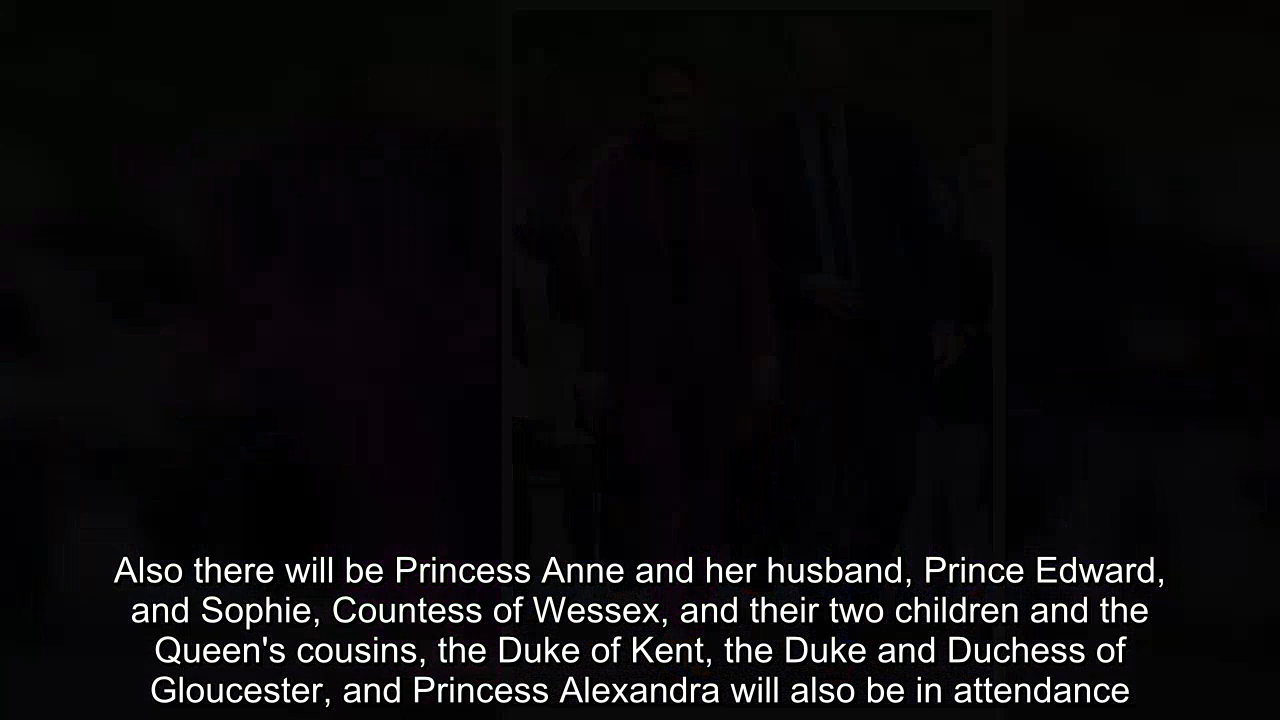 Also there will be Princess Anne and her husband, Prince Edward,
and Sophie, Countess of Wessex, and their two children and the
Queen's cousins, the Duke of Kent, the Duke and Duchess of
Gloucester, and Princess Alexandra will also be in attendance